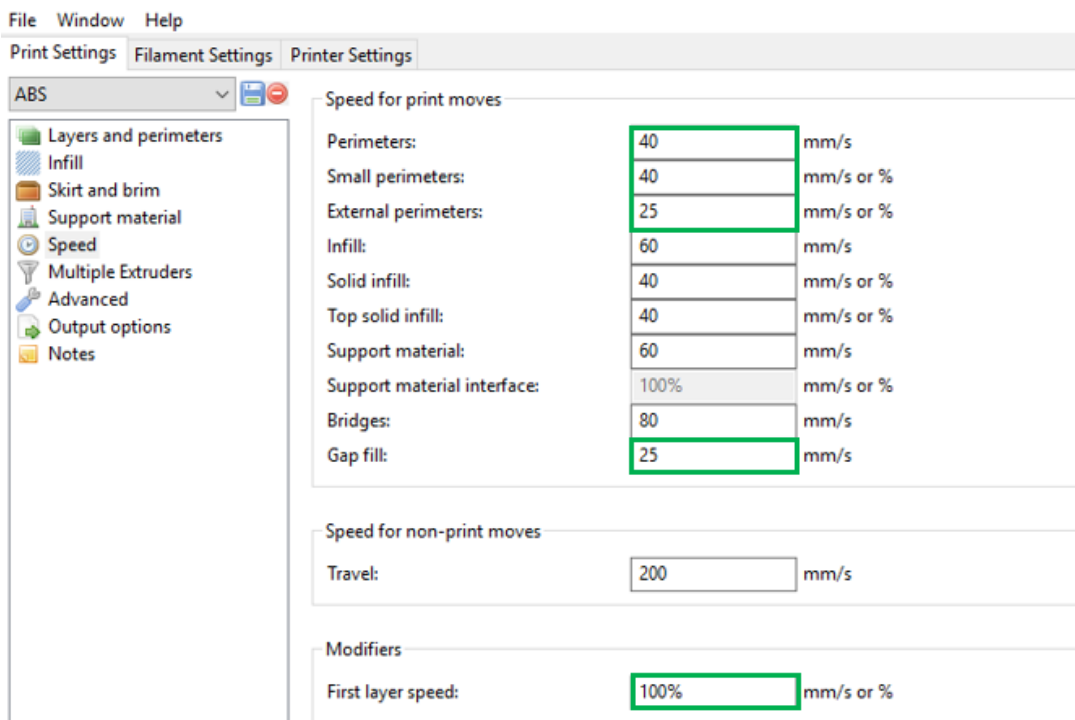 File Window Help
Print Settings Filament Settings Printer Settings
ABS
Layers and perimeters
Infill
Skirt and brim
Support material
Speed
Multiple Extruders
Advanced
Output options
Notes
Speed for print moves
Perimeters: 40 mm/s
Small perimeters: 40 mm/s or %
External perimeters: 25 mm/s or %
Infill: 60 mm/s
Solid infill: 40 mm/s or %
Top solid infill: 40 mm/s or %
Support material: 60 mm/s
Support material interface: 100% mm/s or %
Bridges: 80 mm/s
Gap fill: 25 mm/s
Speed for non-print moves
Travel: 200 mm/s
Modifiers
First layer speed: 100% mm/s or %